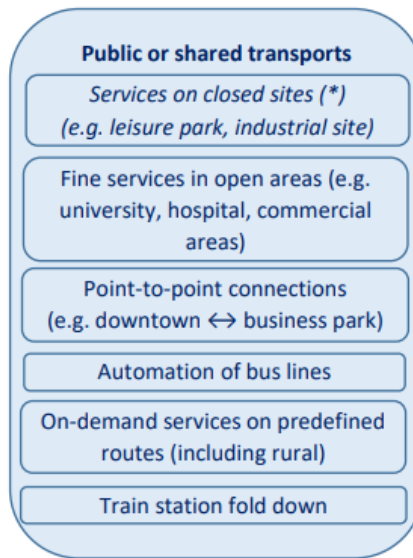 Public or shared transports
Services on closed sites (*)
(e.g. leisure park, industrial site)
Fine services in open areas (e.g.
university, hospital, commercial
areas)
Point-to-point connections
(e.g. downtown ↔ business park)
Automation of bus lines
On-demand services on predefined
routes (including rural)
Train station fold down